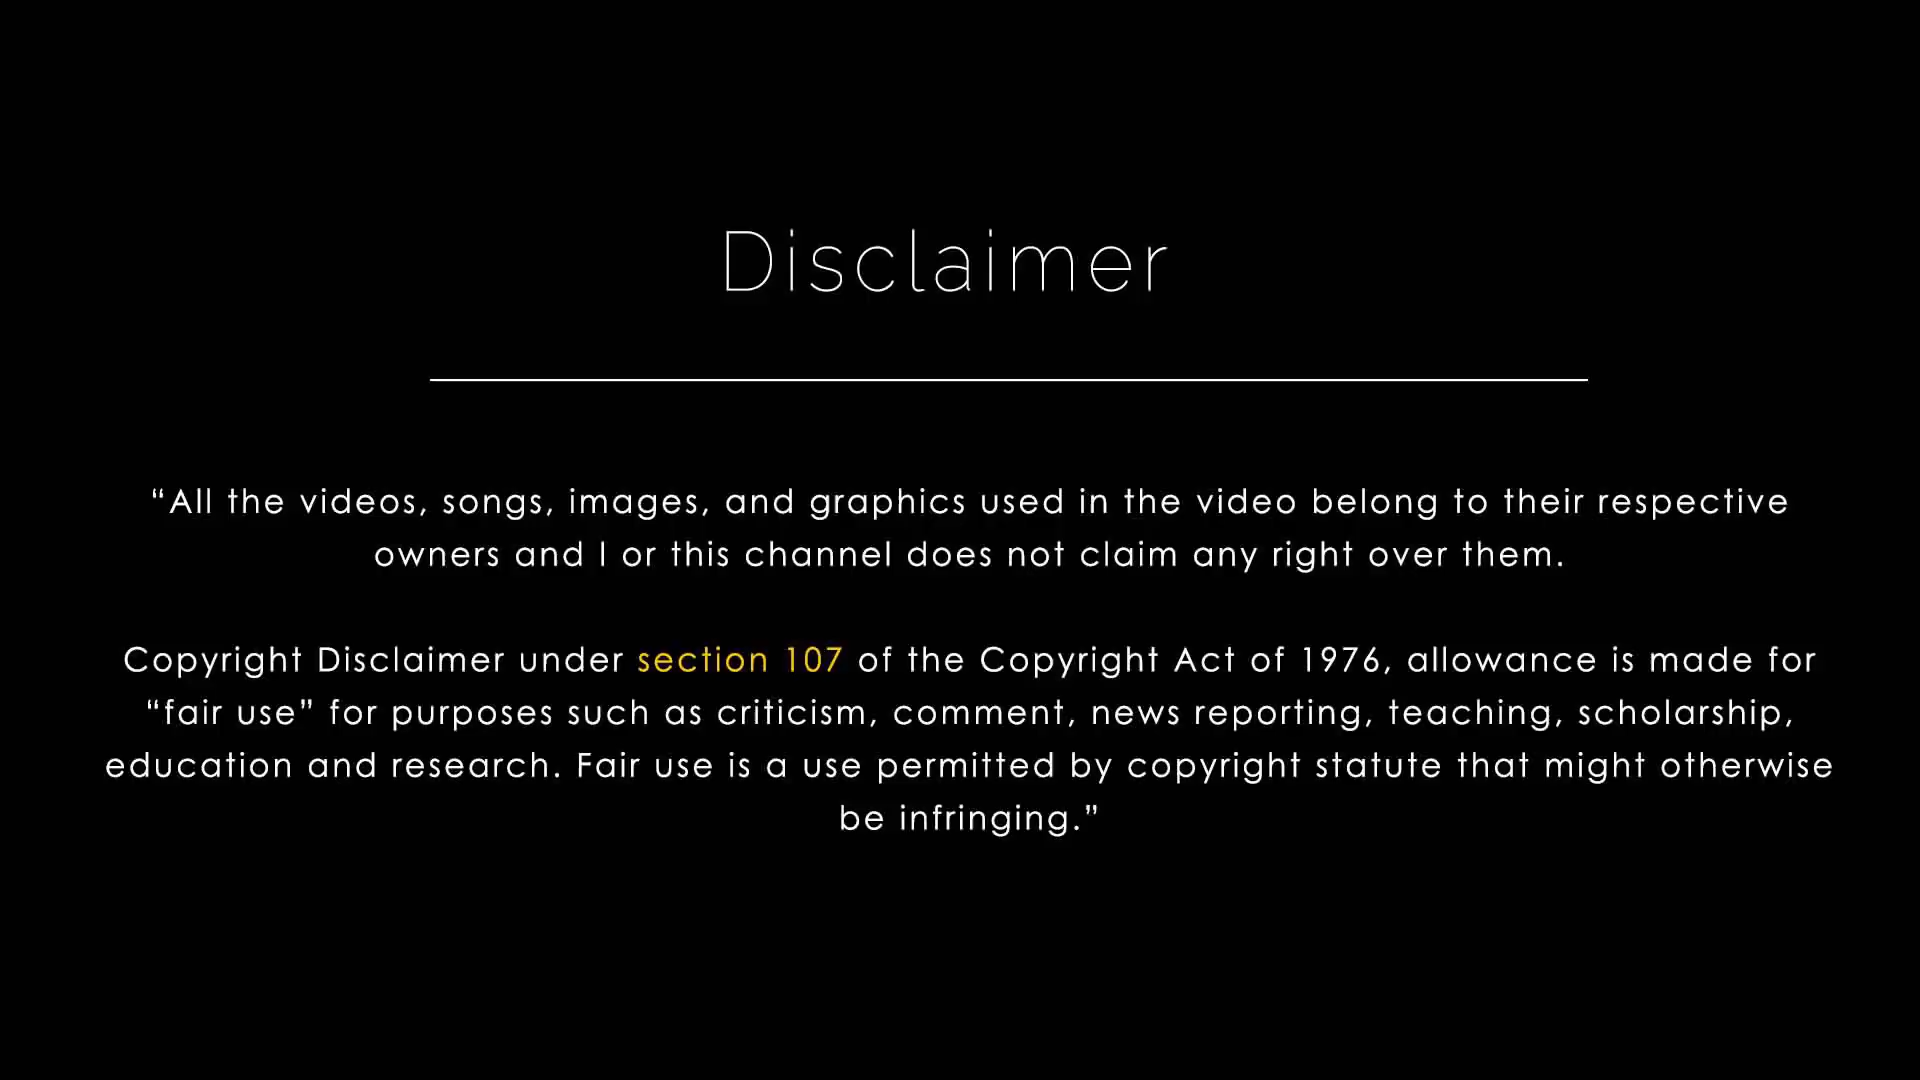 Disclaimer
“All the videos, songs, images, and graphics used in the video belong to their respective
owners and I or this channel does not claim any right over them.
Copyright Disclaimer under section 107 of the Copyright Act of 1976, allowance is made for
“fair use” for purposes such as criticism, comment, news reporting, teaching, scholarship,
education and research. Fair use is a use permitted by copyright statute that might otherwise
be infringing.”